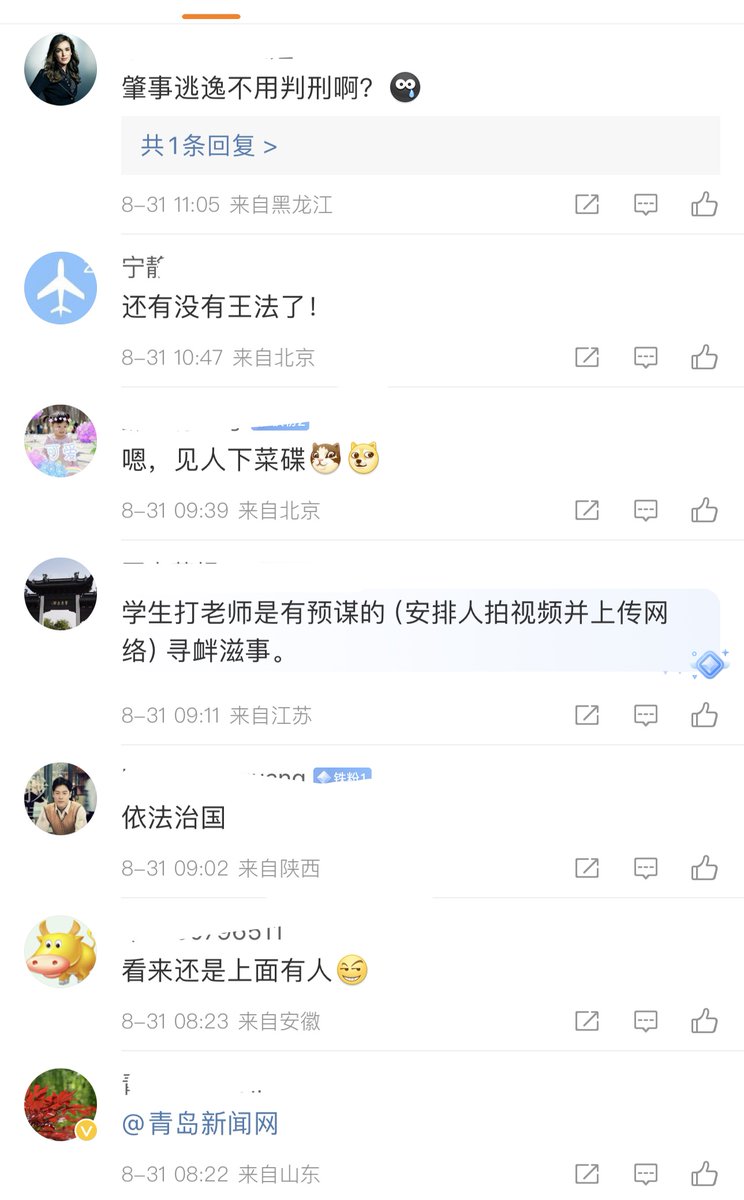 肇事逃逸不用判刑啊?
共1条回复 >
8-31 11:05 来自黑龙江
宁静
还有没有王法了!
8-31 10:47 来自北京
嗯，见人下菜碟
8-31 09:39 来自北京
学生打老师是有预谋的（安排人拍视频并上传网
络）寻衅滋事。
8-31 09:11 来自江苏
铁粉1
依法治国
8-31 09:02 来自陕西
看来还是上面有人
8-31 08:23 来自安徽
@青岛新闻网
8-31 08:22 来自山东